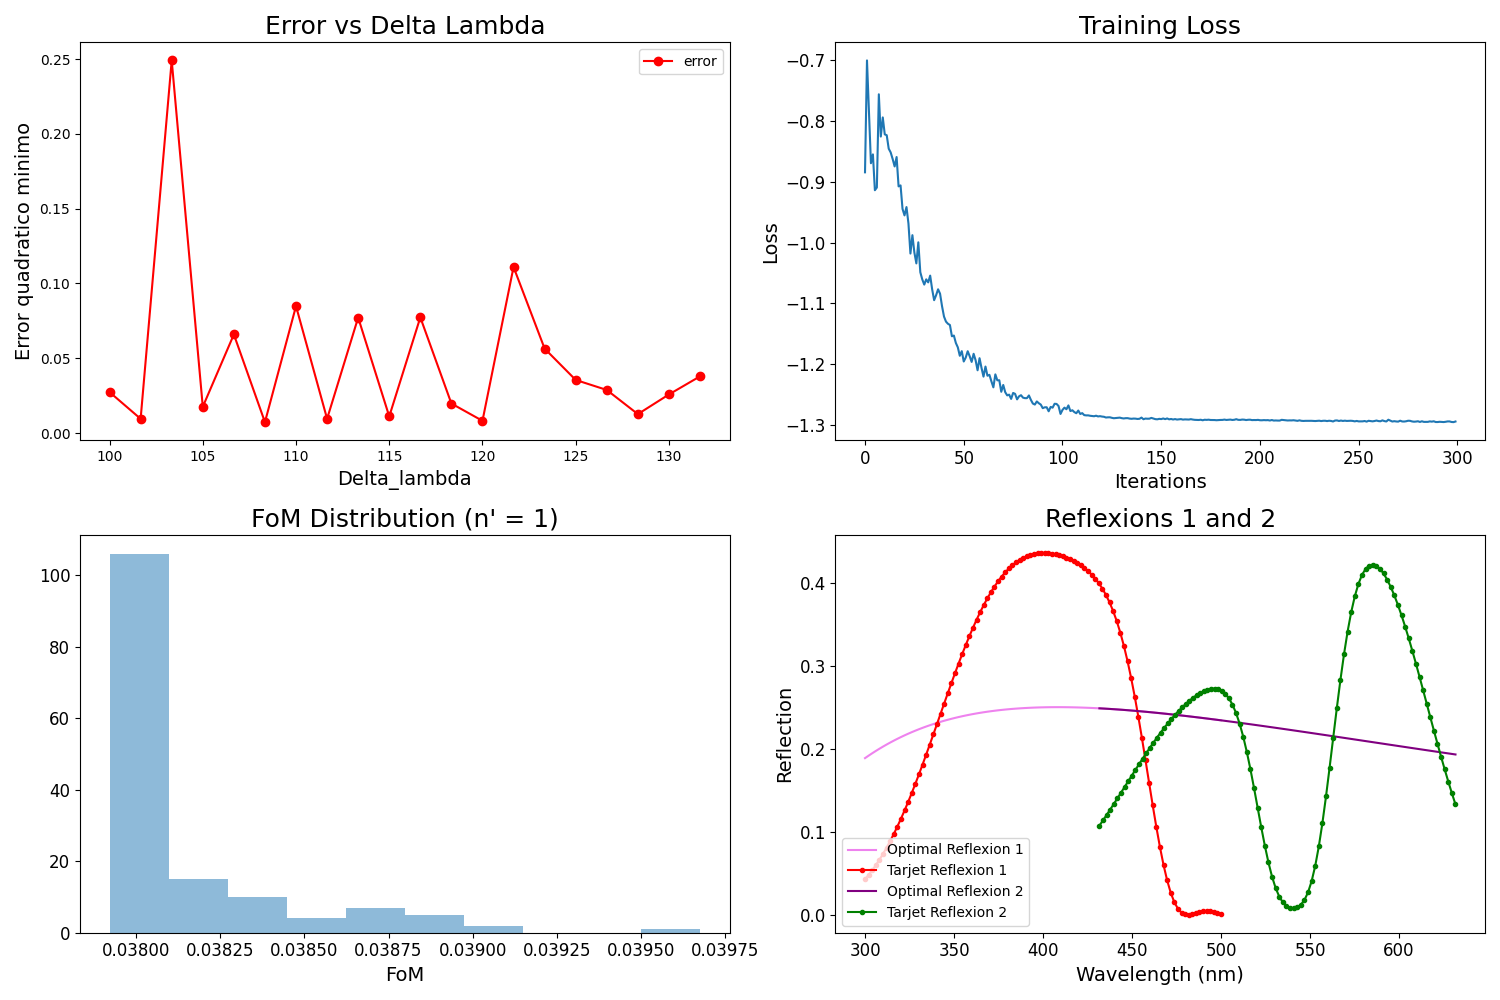 Error vs Delta Lambda
Error quadratico minimo
0.25
0.20
0.15
0.10
0.05
0.00
error
100 105 110 115 120 125 130
Delta_lambda
Training Loss
Loss
−0.7
−0.8
−0.9
−1.0
−1.1
−1.2
−1.3
0 50 100 150 200 250 300
Iterations
FoM Distribution (n' = 1)
100
80
60
40
20
0
0.03800 0.03825 0.03850 0.03875 0.03900 0.03925 0.03950 0.03975
FoM
Reflexions 1 and 2
Reflection
0.4
0.3
0.2
0.1
0.0
Optimal Reflexion 1
Tarjet Reflexion 1
Optimal Reflexion 2
Tarjet Reflexion 2
300 350 400 450 500 550 600
Wavelength (nm)